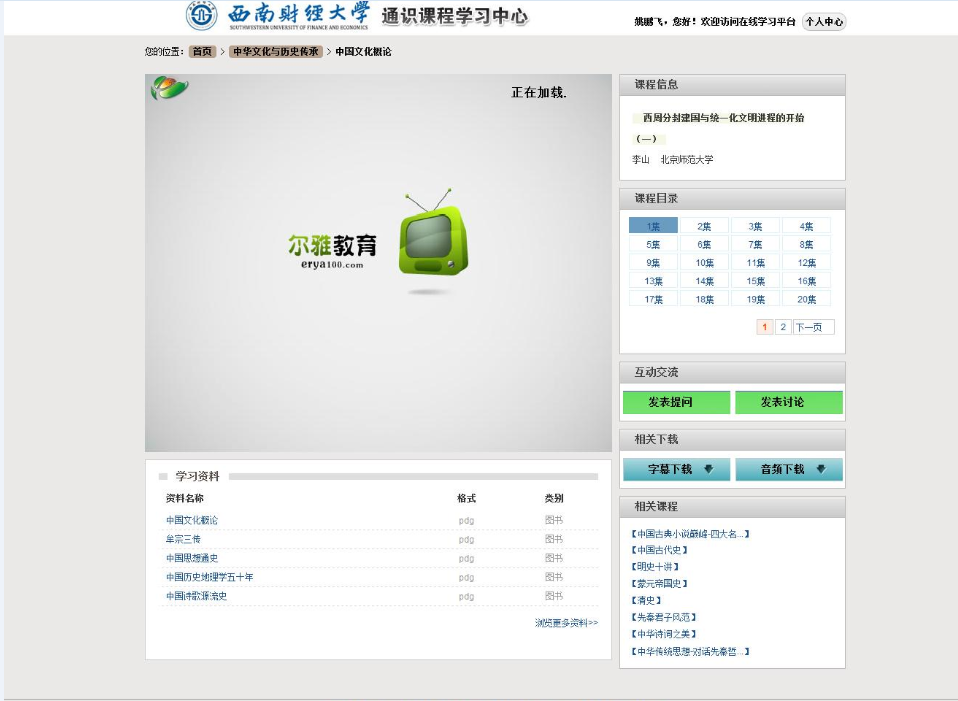 西南财经大学 通识课程学习中心
SOUTHWESTERN UNIVERSITY OF FINANCE AND ECONOMICS
姚鹏飞，您好！欢迎访问在线学习平台 个人中心
您的位置： 首页 > 中华文化与历史传承 > 中国文化概论
正在加载.
尔雅教育
erya100.com
学习资料
资料名称 格式 类别
中国文化概论 pdg 图书
牟宗三传 pdg 图书
中国思想通史 pdg 图书
中国历史地理学五十年 pdg 图书
中国诗歌源流史 pdg 图书
浏览更多资料>>
课程信息
西周分封建国与统一化文明进程的开始
（一）
李山 北京师范大学
课程目录
1集 2集 3集 4集
5集 6集 7集 8集
9集 10集 11集 12集
13集 14集 15集 16集
17集 18集 19集 20集
1 2 下一页
互动交流
发表提问 发表讨论
相关下载
字幕下载 音频下载
相关课程
【中国古典小说巅峰-四大名...】
【中国古代史】
【明史十讲】
【蒙元帝国史】
【清史】
【先秦君子风范】
【中华诗词之美】
【中华传统思想-对话先秦哲...】